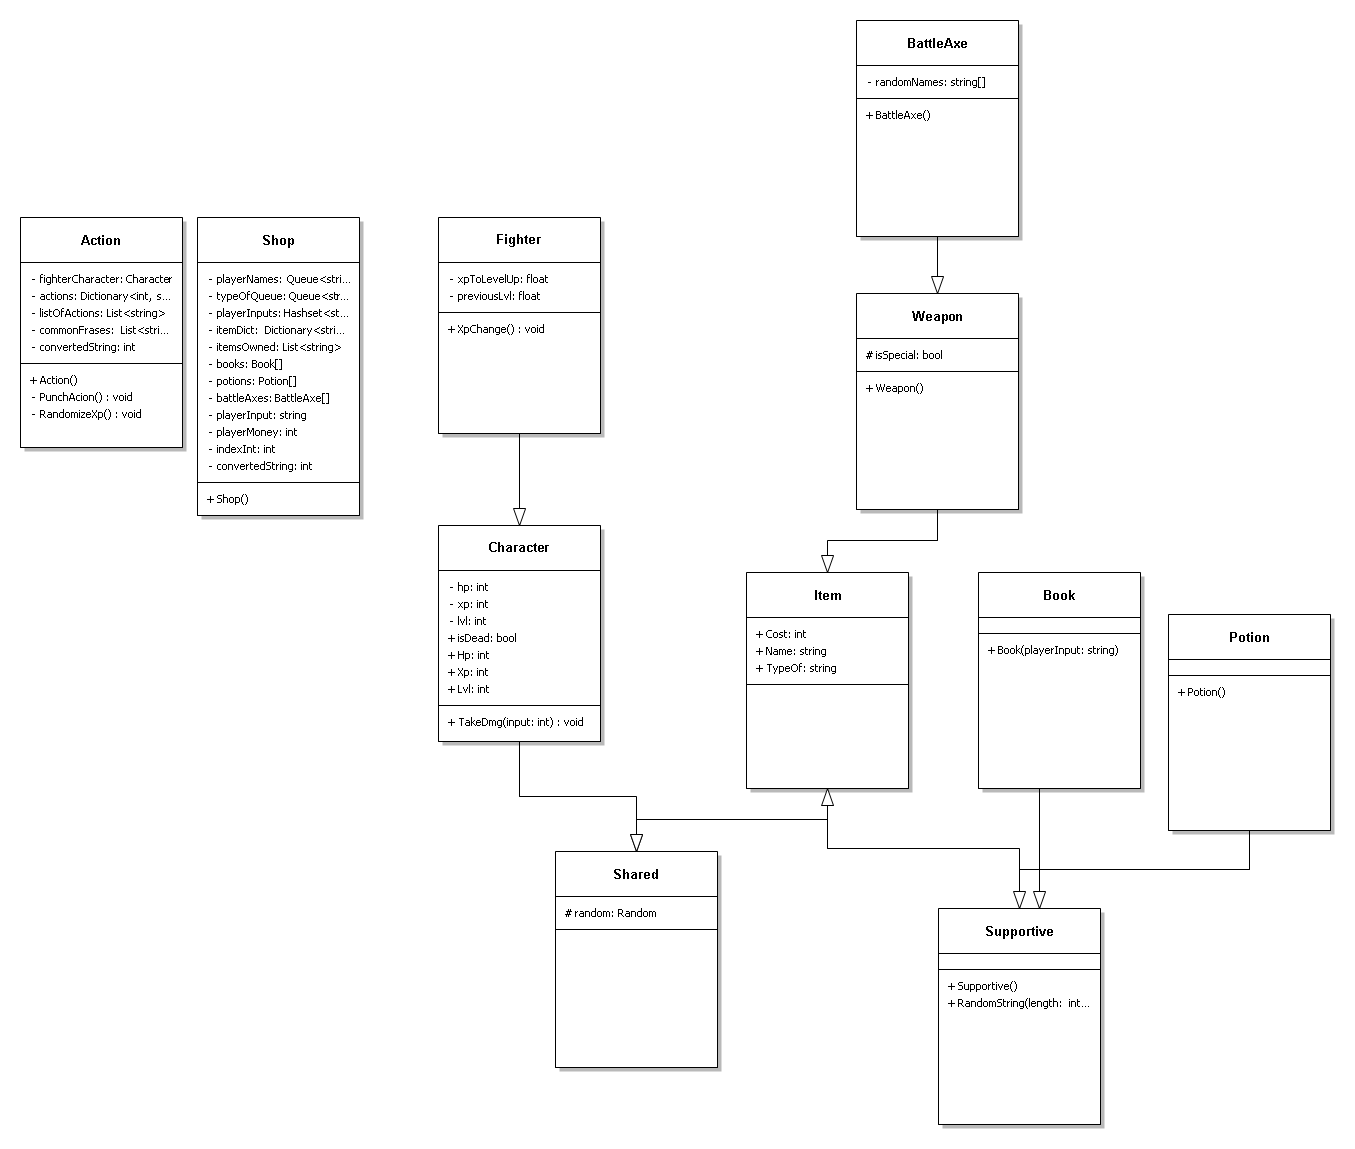 BattleAxe
- randomNames: string[]
+ BattleAxe()
Action
- fighterCharacter: Character
- actions: Dictionary<int, s...
- listOfActions: List<string>
- commonFrases: List<stri...
- convertedString: int
+ Action()
- PunchAcion() : void
- RandomizeXp() : void
Shop
- playerNames: Queue<stri...
- typeOfQueue: Queue<str...
- playerInputs: Hashset<st...
- itemDict: Dictionary<stri...
- itemsOwned: List<string>
- books: Book[]
- potions: Potion[]
- battleAxes: BattleAxe[]
- playerInput: string
- playerMoney: int
- indexInt: int
- convertedString: int
+ Shop()
Fighter
- xpToLevelUp: float
- previousLvl: float
+ XpChange() : void
Weapon
# isSpecial: bool
+ Weapon()
Character
- hp: int
- xp: int
- lvl: int
+ isDead: bool
+ Hp: int
+ Xp: int
+ Lvl: int
+ TakeDmg(input: int) : void
Item
+ Cost: int
+ Name: string
+ TypeOf: string
Book
+ Book(playerInput: string)
Potion
+ Potion()
Shared
# random: Random
Supportive
+ Supportive()
+ RandomString(length: int...